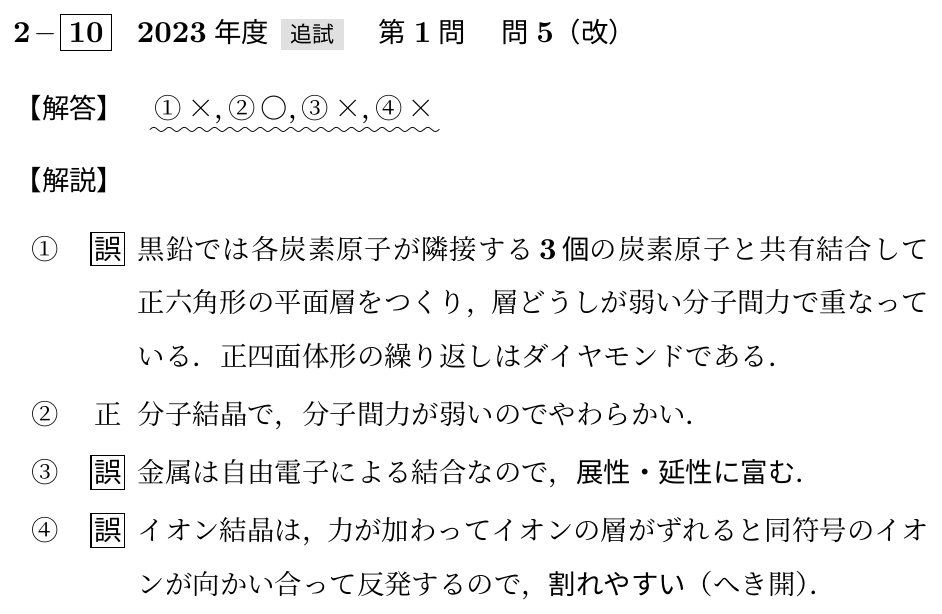 2−10 2023 年度 追試 第 1 問 問 5（改）
【解答】 ① ×, ② ○, ③ ×, ④ ×
【解説】
① 誤 黒鉛では各炭素原子が隣接する 3 個の炭素原子と共有結合して
正六角形の平面層をつくり，層どうしが弱い分子間力で重なって
いる．正四面体形の繰り返しはダイヤモンドである．
② 正 分子結晶で，分子間力が弱いのでやわらかい．
③ 誤 金属は自由電子による結合なので，展性・延性に富む．
④ 誤 イオン結晶は，力が加わってイオンの層がずれると同符号のイオ
ンが向かい合って反発するので，割れやすい（へき開）．